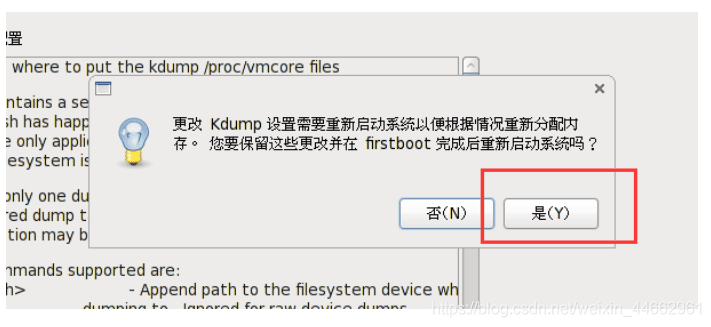 置
where to put the kdump /proc/vmcore files
ntains a se
sh has happ
e only appli
esystem is
更改 Kdump 设置需要重新启动系统以便根据情况重新分配内
存。 您要保留这些更改并在 firstboot 完成后重新启动系统吗？
only one du
red dump t
tion may b
否(N)
是(Y)
mmands supported are:
h> - Append path to the filesystem device wh
dumping to. Ignored for raw device dumps
https://blog.csdn.net/weixin_44662961